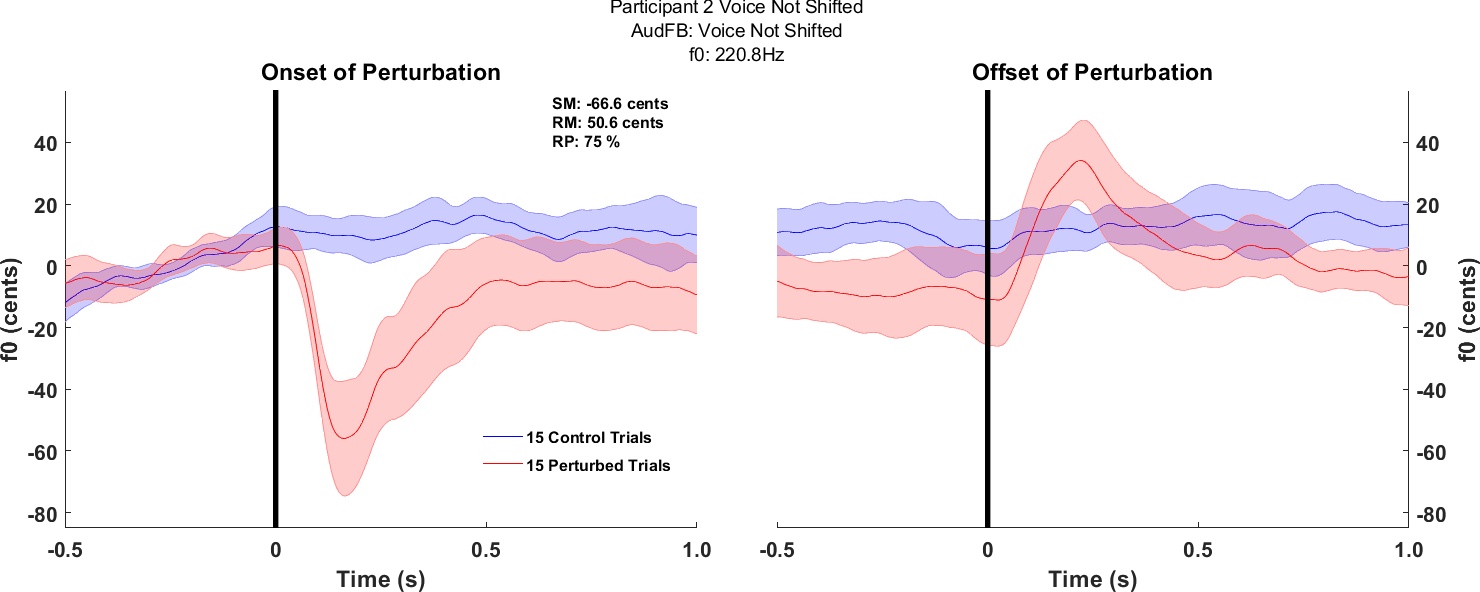 Participant 2 Voice Not Shifted
AudFB: Voice Not Shifted
f0: 220.8Hz
Onset of Perturbation
SM: -66.6 cents
RM: 50.6 cents
RP: 75 %
40
20
0
-20
-40
-60
-80
f0 (cents)
15 Control Trials
15 Perturbed Trials
-0.5
0
0.5
1.0
Time (s)
Offset of Perturbation
40
20
0
-20
-40
-60
-80
f0 (cents)
-0.5
0
0.5
1.0
Time (s)